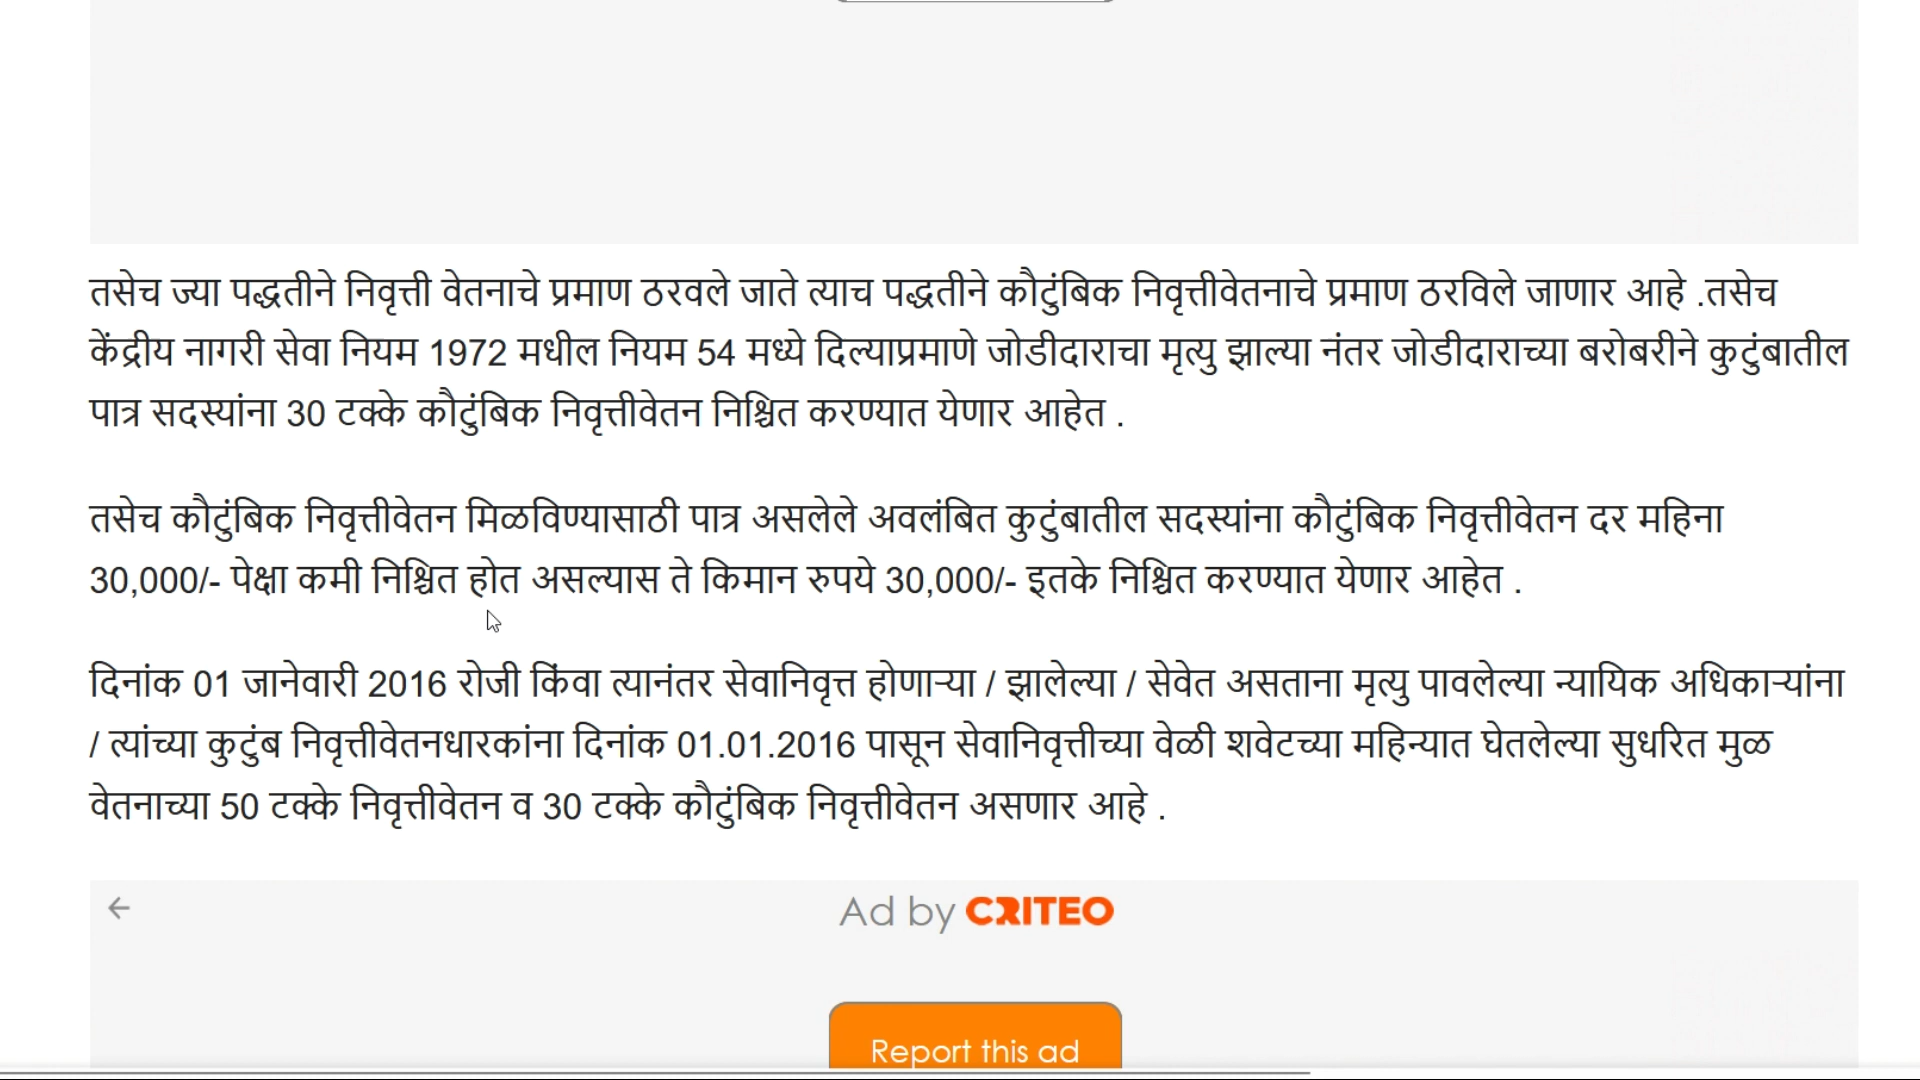 तसेच ज्या पद्धतीने निवृत्ती वेतनाचे प्रमाण ठरवले जाते त्याच पद्धतीने कौटुंबिक निवृत्तीवेतनाचे प्रमाण ठरविले जाणार आहे .तसेच
केंद्रीय नागरी सेवा नियम 1972 मधील नियम 54 मध्ये दिल्याप्रमाणे जोडीदाराचा मृत्यु झाल्या नंतर जोडीदाराच्या बरोबरीने कुटुंबातील
पात्र सदस्यांना 30 टक्के कौटुंबिक निवृत्तीवेतन निश्चित करण्यात येणार आहेत .
तसेच कौटुंबिक निवृत्तीवेतन मिळविण्यासाठी पात्र असलेले अवलंबित कुटुंबातील सदस्यांना कौटुंबिक निवृत्तीवेतन दर महिना
30,000/- पेक्षा कमी निश्चित होत असल्यास ते किमान रुपये 30,000/- इतके निश्चित करण्यात येणार आहेत .
दिनांक 01 जानेवारी 2016 रोजी किंवा त्यानंतर सेवानिवृत्त होणाऱ्या / झालेल्या / सेवेत असताना मृत्यु पावलेल्या न्यायिक अधिकाऱ्यांना
/ त्यांच्या कुटुंब निवृत्तीवेतनधारकांना दिनांक 01.01.2016 पासून सेवानिवृत्तीच्या वेळी शवेटच्या महिन्यात घेतलेल्या सुधरित मुळ
वेतनाच्या 50 टक्के निवृत्तीवेतन व 30 टक्के कौटुंबिक निवृत्तीवेतन असणार आहे .
Ad by CRITEO
Report this ad